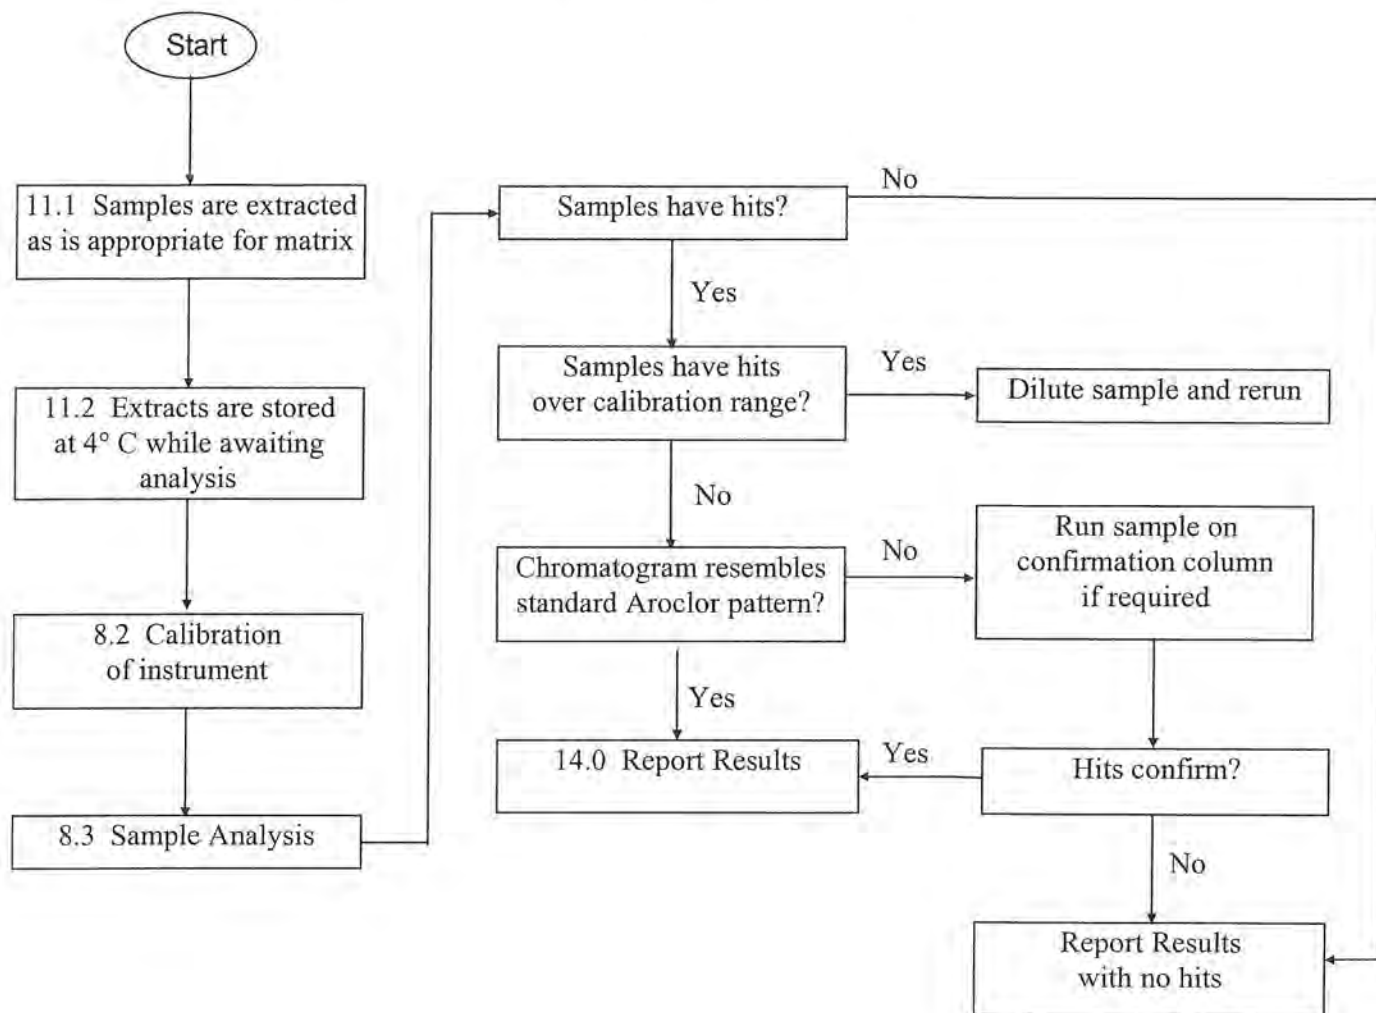 Start
11.1 Samples are extracted
as is appropriate for matrix
11.2 Extracts are stored
at 4° C while awaiting
analysis
8.2 Calibration
of instrument
8.3 Sample Analysis
Samples have hits?
No
Yes
Samples have hits
over calibration range?
Yes
Dilute sample and rerun
No
Chromatogram resembles
standard Aroclor pattern?
No
Run sample on
confirmation column
if required
Yes
14.0 Report Results
Yes
Hits confirm?
No
Report Results
with no hits